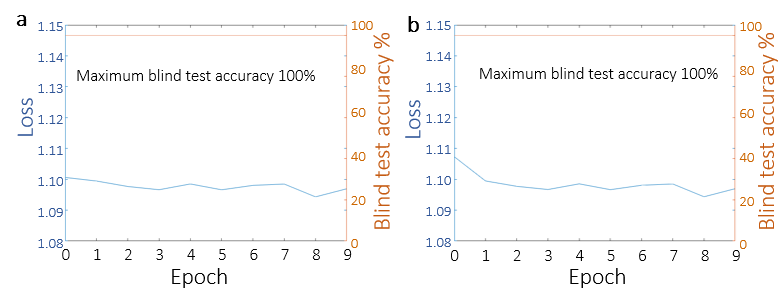 a
1.15
1.14
1.13
1.12
1.11
1.10
1.09
1.08
Loss
Maximum blind test accuracy 100%
100
80
60
40
20
0
Blind test accuracy %
0 1 2 3 4 5 6 7 8 9
Epoch
b
1.15
1.14
1.13
1.12
1.11
1.10
1.09
1.08
Loss
Maximum blind test accuracy 100%
100
80
60
40
20
0
Blind test accuracy %
0 1 2 3 4 5 6 7 8 9
Epoch